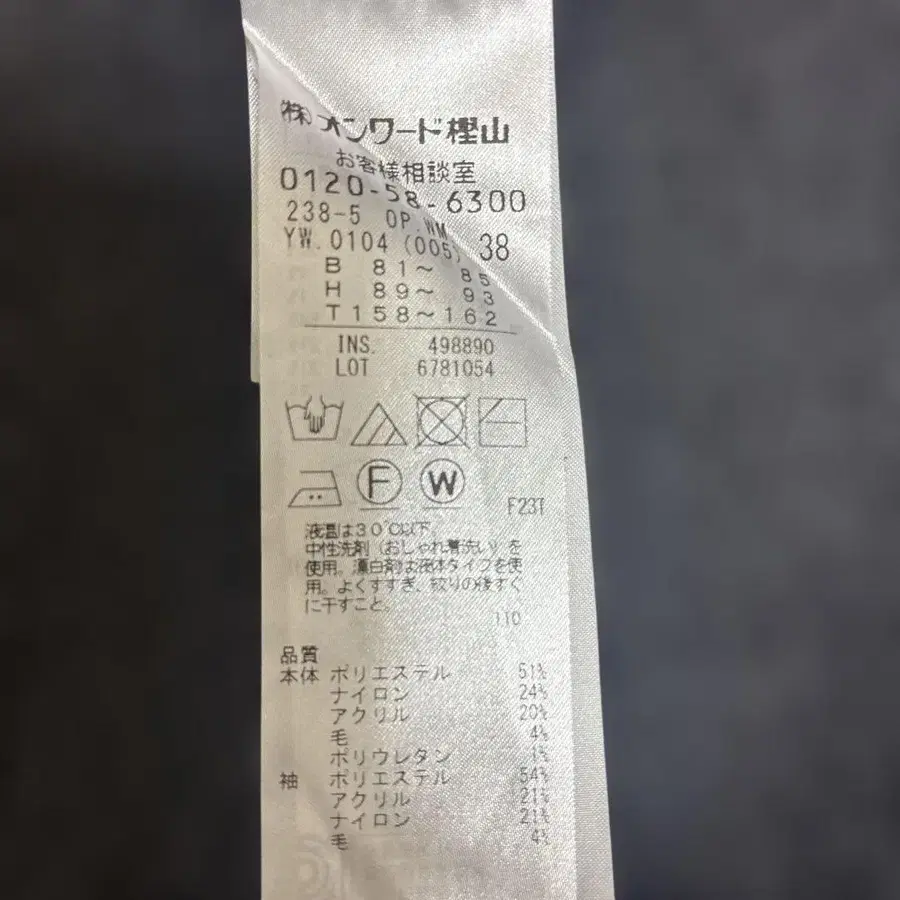 ㈱オンワード樫山
お客様相談室
0120-58-6300
238-5 OP.WM
YW.0104 (005) 38
B 81～ 85
H 89～ 93
T158～162
INS. 498890
LOT 6781054
F W
F23T
液温は30℃以下
中性洗剤（おしゃれ着洗い）を
使用。漂白剤は液体タイプを使
用。よくすすぎ、絞りの後すぐ
に干すこと。
110
品質
本体 ポリエステル 51%
ナイロン 24%
アクリル 20%
毛 4%
ポリウレタン 1%
袖 ポリエステル 54%
アクリル 21%
ナイロン 21%
毛 4%